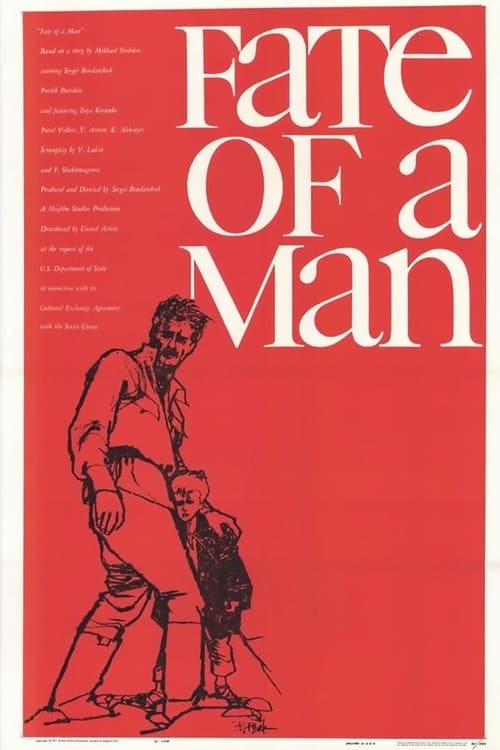 "Fate of a Man"
Based on a story by Mikhail Sholokov
starring Sergei Bondarchuk
Pavlik Boriskin
and featuring Zoya Kirienko
Pavel Volkov, Y. Averin, K. Alekseyev
Screenplay by Y. Lukin
and F. Shakhmagonov
Produced and Directed by Sergei Bondarchuk
A Mosfilm Studios Production
Distributed by United Artists
at the request of the
U.S. Department of State
in connection with its
Cultural Exchange Agreement
with the Soviet Union
FATE
OF a
Man